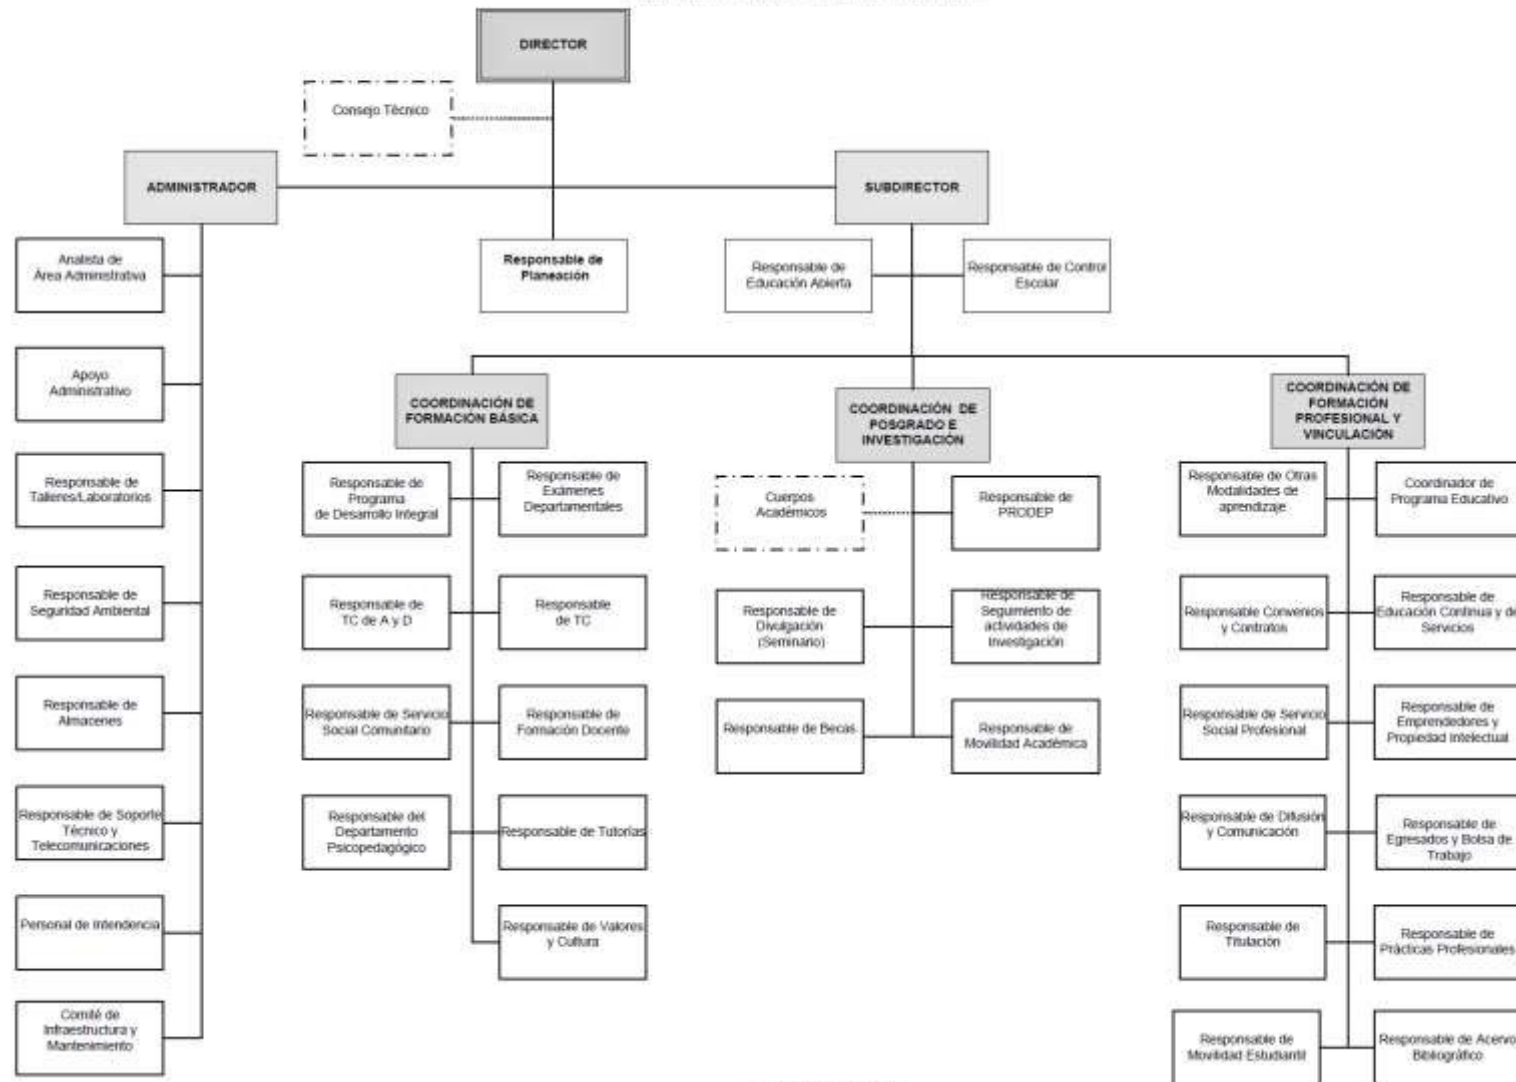 DIRECTOR
Consejo Técnico
ADMINISTRADOR
SUBDIRECTOR
Analista de
Área Administrativa
Responsable de
Planeación
Responsable de
Educación Abierta
Responsable de Control
Escolar
Apoyo
Administrativo
Responsable de
Talleres/Laboratorios
Responsable de
Seguridad Ambiental
Responsable de
Almacenes
Responsable de Soporte
Técnico y
Telecomunicaciones
Personal de Intendencia
Comité de
Infraestructura y
Mantenimiento
COORDINACIÓN DE
FORMACIÓN BÁSICA
Responsable de
Programa
de Desarrollo Integral
Responsable de
Exámenes
Departamentales
Responsable de
TC de A y D
Responsable
de TC
Responsable de Servicio
Social Comunitario
Responsable de
Formación Docente
Responsable del
Departamento
Psicopedagógico
Responsable de Tutorías
Responsable de Valores
y Cultura
COORDINACIÓN DE
POSGRADO E
INVESTIGACIÓN
Cuerpos
Académicos
Responsable de
PRODEP
Responsable de
Divulgación
(Seminario)
Responsable de
Seguimiento de
actividades de
Investigación
Responsable de Becas
Responsable de
Movilidad Académica
COORDINACIÓN DE
FORMACIÓN
PROFESIONAL Y
VINCULACIÓN
Responsable de Otras
Modalidades de
aprendizaje
Coordinador de
Programa Educativo
Responsable Convenios
y Contratos
Responsable de
Educación Continua y de
Servicios
Responsable de Servicio
Social Profesional
Responsable de
Emprendedores y
Propiedad Intelectual
Responsable de Difusión
y Comunicación
Responsable de
Egresados y Bolsa de
Trabajo
Responsable de
Titulación
Responsable de
Prácticas Profesionales
Responsable de
Movilidad Estudiantil
Responsable de Acervo
Bibliográfico